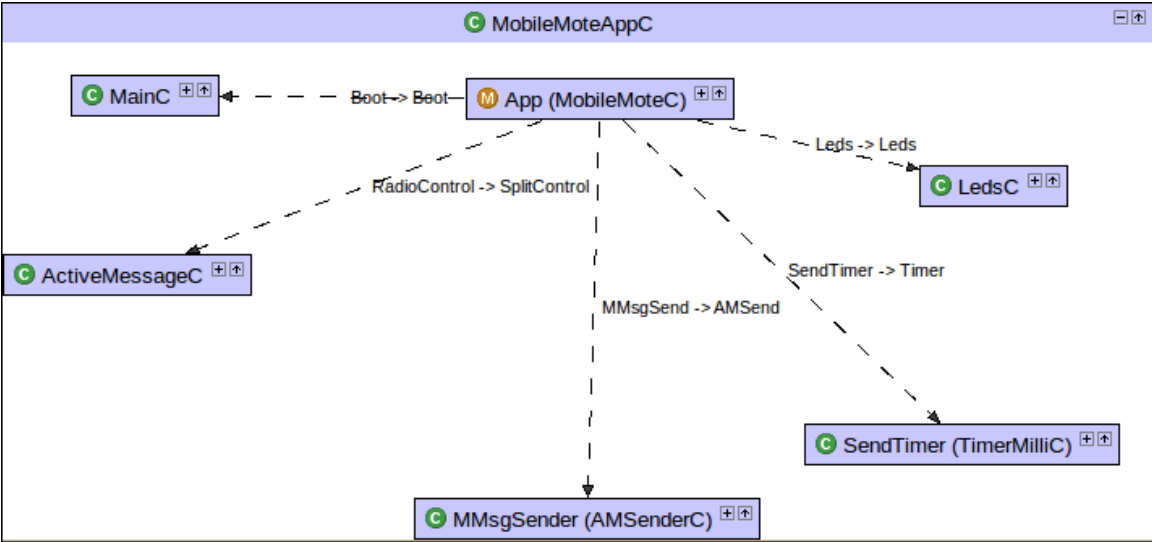 C MobileMoteAppC
C MainC
Boot -> Boot
M App (MobileMoteC)
Leds -> Leds
C LedsC
RadioControl -> SplitControl
C ActiveMessageC
SendTimer -> Timer
MMsgSend -> AMSend
C SendTimer (TimerMilliC)
C MMsgSender (AMSenderC)